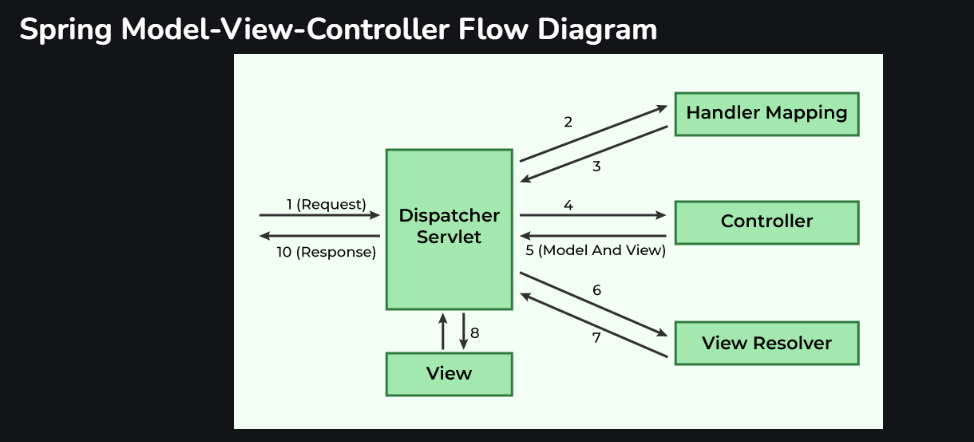 Spring Model-View-Controller Flow Diagram
Handler Mapping
2
3
1 (Request)
Dispatcher
Servlet
4
Controller
10 (Response)
5 (Model And View)
6
7
View Resolver
8
View